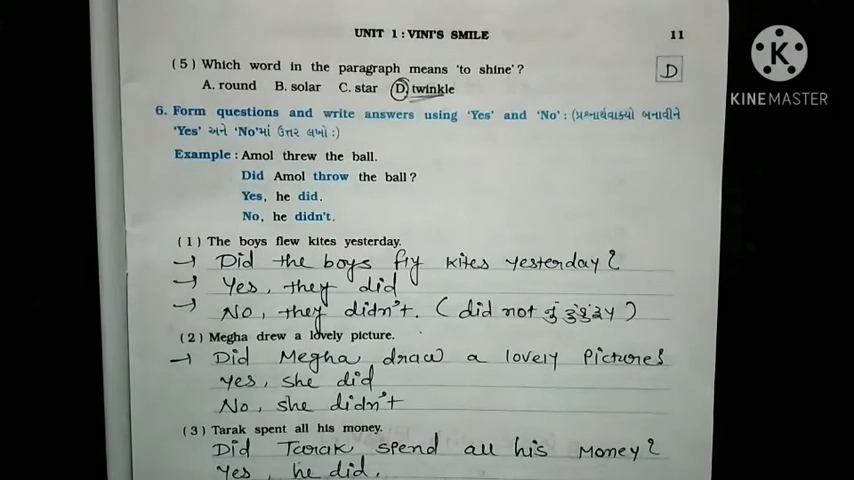 UNIT 1 : VINI'S SMILE 11
(5) Which word in the paragraph means 'to shine'? D
A. round B. solar C. star D. twinkle
6. Form questions and write answers using 'Yes' and 'No' : (પ્રશ્નાર્થવાક્યો બનાવીને
'Yes' અને 'No'માં ઉત્તર લખો :)
Example : Amol threw the ball.
Did Amol throw the ball?
Yes, he did.
No, he didn't.
(1) The boys flew kites yesterday.
→ Did the boys fly kites yesterday?
→ Yes, they did
→ No, they didn't. (did not નું ટૂંકુંરૂપ)
(2) Megha drew a lovely picture.
→ Did Megha draw a lovely Picture?
Yes, she did
No, she didn't
(3) Tarak spent all his money.
Did Tarak spend all his Money?
Yes, he did.
K
KINEMASTER